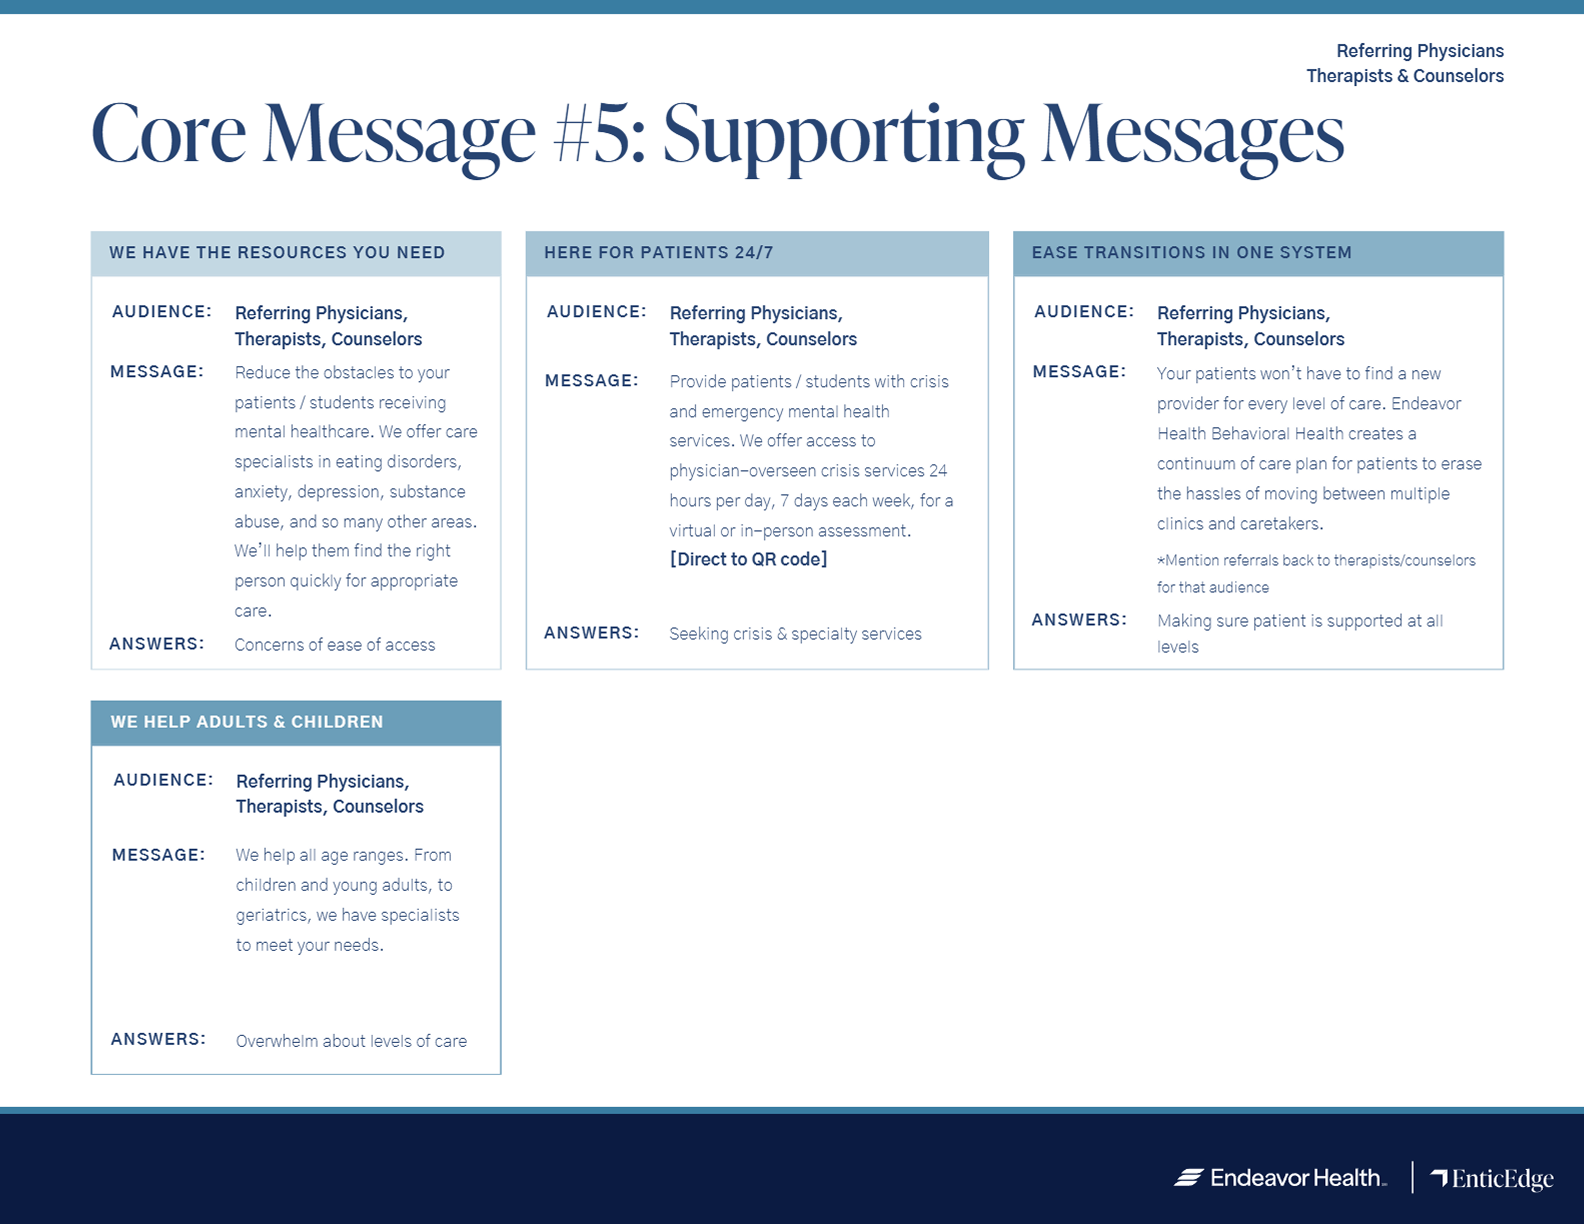 Referring Physicians
Therapists & Counselors
Core Message #5: Supporting Messages
WE HAVE THE RESOURCES YOU NEED
AUDIENCE: Referring Physicians,
Therapists, Counselors
MESSAGE: Reduce the obstacles to your
patients / students receiving
mental healthcare. We offer care
specialists in eating disorders,
anxiety, depression, substance
abuse, and so many other areas.
We’ll help them find the right
person quickly for appropriate
care.
ANSWERS: Concerns of ease of access
HERE FOR PATIENTS 24/7
AUDIENCE: Referring Physicians,
Therapists, Counselors
MESSAGE: Provide patients / students with crisis
and emergency mental health
services. We offer access to
physician-overseen crisis services 24
hours per day, 7 days each week, for a
virtual or in-person assessment.
[Direct to QR code]
ANSWERS: Seeking crisis & specialty services
EASE TRANSITIONS IN ONE SYSTEM
AUDIENCE: Referring Physicians,
Therapists, Counselors
MESSAGE: Your patients won’t have to find a new
provider for every level of care. Endeavor
Health Behavioral Health creates a
continuum of care plan for patients to erase
the hassles of moving between multiple
clinics and caretakers.
*Mention referrals back to therapists/counselors
for that audience
ANSWERS: Making sure patient is supported at all
levels
WE HELP ADULTS & CHILDREN
AUDIENCE: Referring Physicians,
Therapists, Counselors
MESSAGE: We help all age ranges. From
children and young adults, to
geriatrics, we have specialists
to meet your needs.
ANSWERS: Overwhelm about levels of care
Endeavor Health
EnticEdge